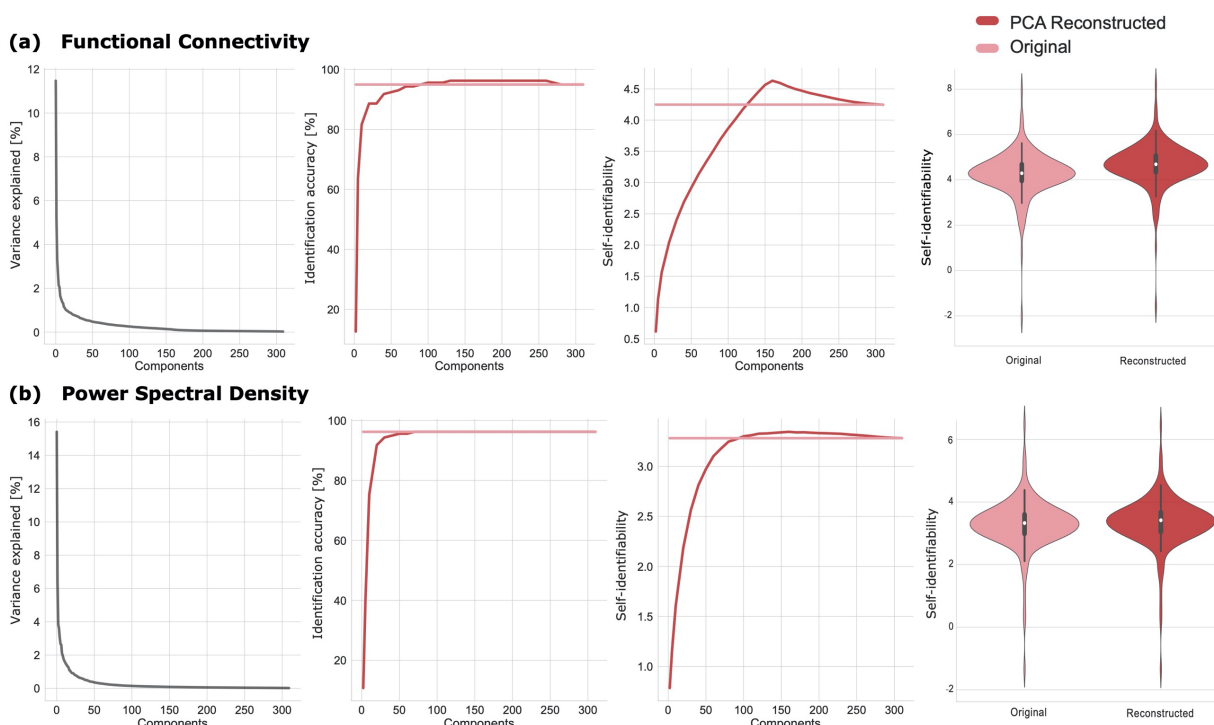 PCA Reconstructed
Original
(a) Functional Connectivity
Variance explained [%]
12
10
8
6
4
2
0
0 50 100 150 200 250 300
Components
Identification accuracy [%]
100
80
60
40
20
0 50 100 150 200 250 300
Components
Self-identifiability
4.5
4.0
3.5
3.0
2.5
2.0
1.5
1.0
0.5
0 50 100 150 200 250 300
Components
Self-identifiability
8
6
4
2
0
-2
Original Reconstructed
(b) Power Spectral Density
Variance explained [%]
16
14
12
10
8
6
4
2
0
0 50 100 150 200 250 300
Components
Identification accuracy [%]
100
80
60
40
20
0 50 100 150 200 250 300
Components
Self-identifiability
3.0
2.5
2.0
1.5
1.0
0 50 100 150 200 250 300
Components
Self-identifiability
6
4
2
0
-2
Original Reconstructed